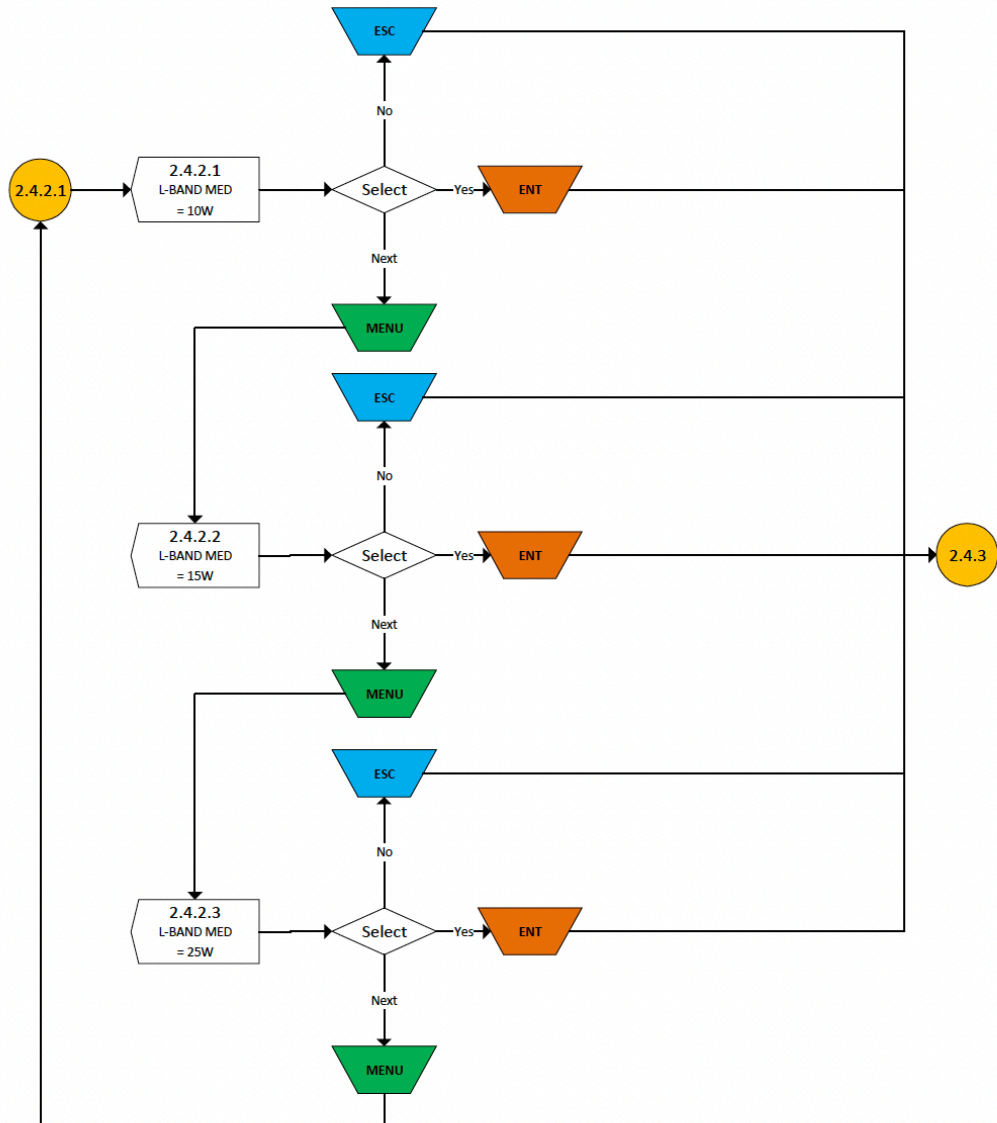 ESC
No
2.4.2.1
2.4.2.1
L-BAND MED
= 10W
Select
Yes
ENT
Next
MENU
ESC
No
2.4.2.2
L-BAND MED
= 15W
Select
Yes
ENT
2.4.3
Next
MENU
ESC
No
2.4.2.3
L-BAND MED
= 25W
Select
Yes
ENT
Next
MENU